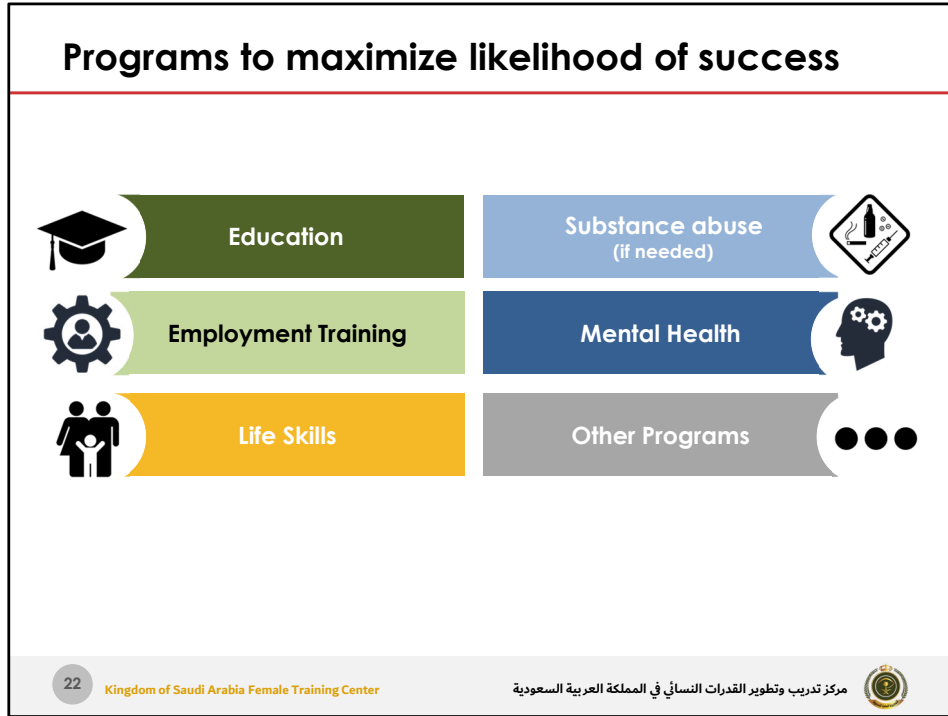 Programs to maximize likelihood of success
Education
Substance abuse
(if needed)
Employment Training
Mental Health
Life Skills
Other Programs
22
Kingdom of Saudi Arabia Female Training Center
مركز تدريب وتطوير القدرات النسائي في المملكة العربية السعودية